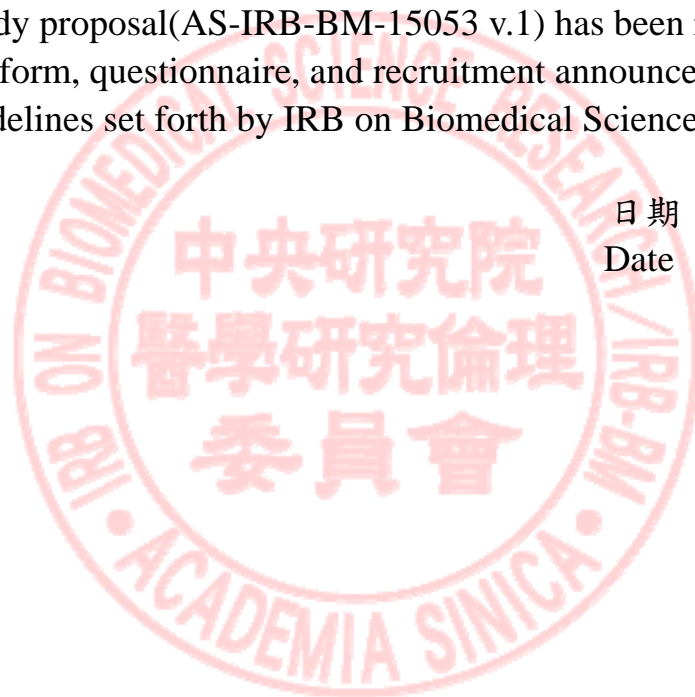 dy proposal(AS-IRB-BM-15053 v.1) has been
form, questionnaire, and recruitment announce
delines set forth by IRB on Biomedical Science
日期
Date
IRB ON BIOMEDICAL SCIENCE RESEARCH/IRB-BM
中央研究院
醫學研究倫理
委員會
• ACADEMIA SINICA •